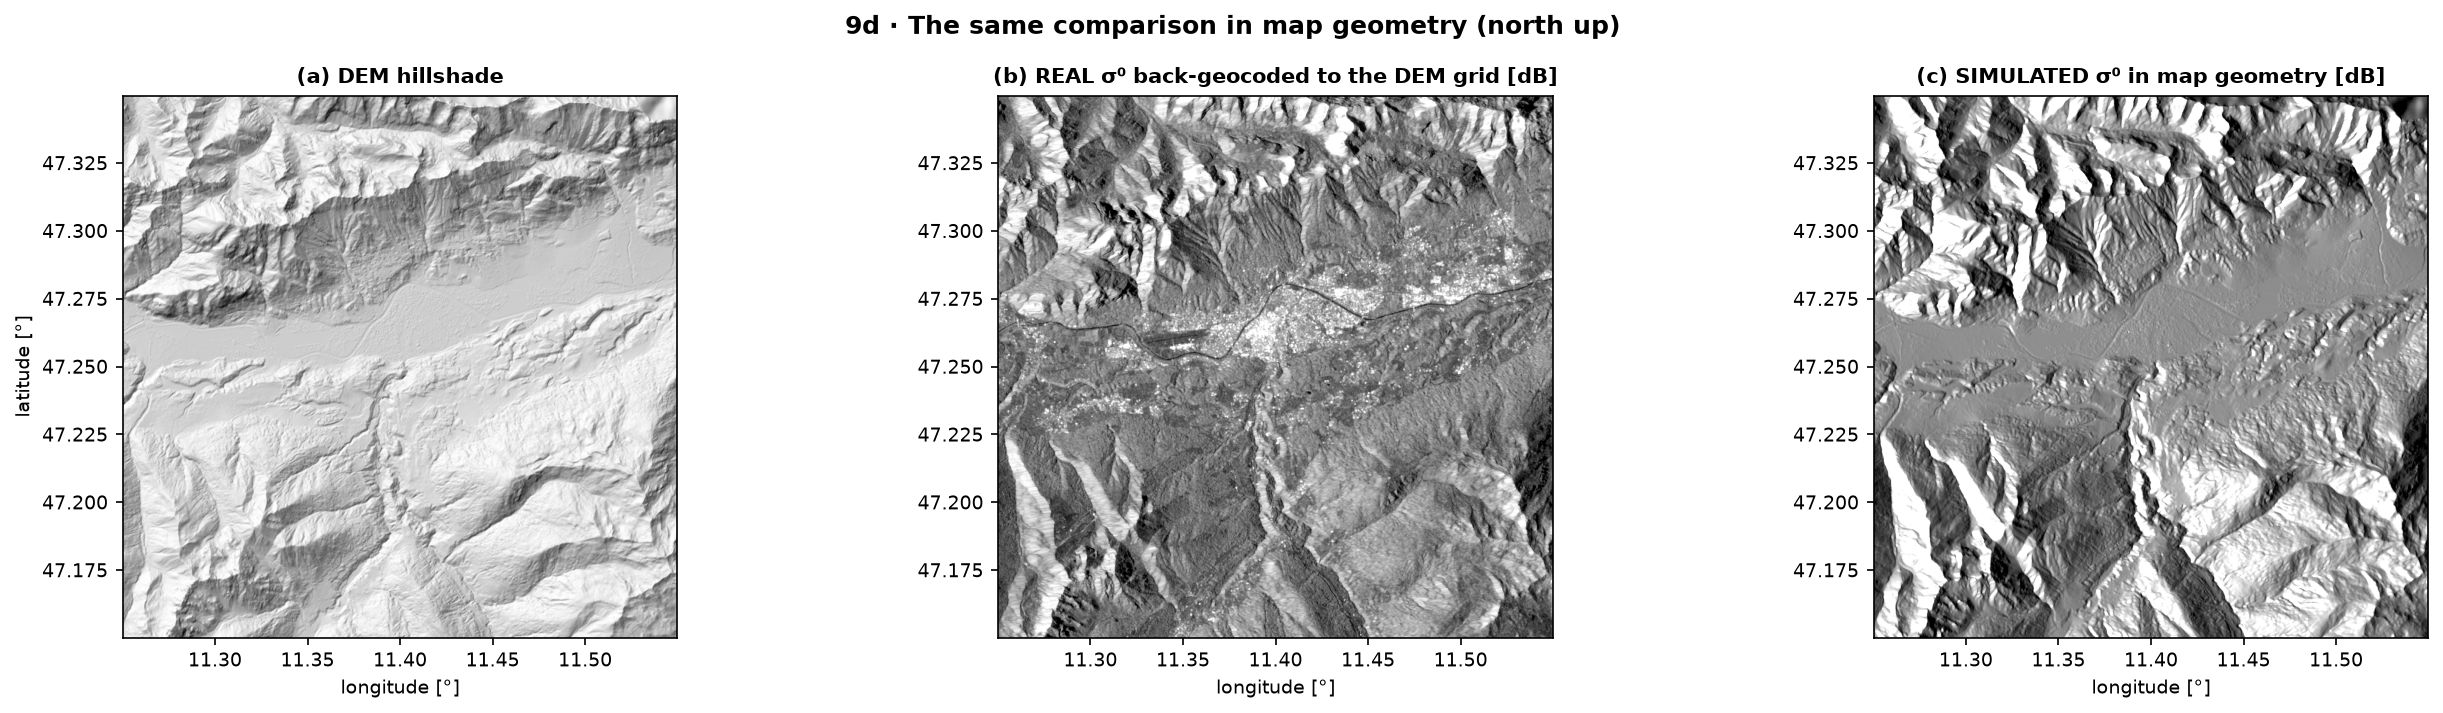 9d · The same comparison in map geometry (north up)
(a) DEM hillshade
(b) REAL σ⁰ back-geocoded to the DEM grid [dB]
(c) SIMULATED σ⁰ in map geometry [dB]
latitude [°]
47.325
47.300
47.275
47.250
47.225
47.200
47.175
11.30 11.35 11.40 11.45 11.50
longitude [°]
47.325
47.300
47.275
47.250
47.225
47.200
47.175
11.30 11.35 11.40 11.45 11.50
longitude [°]
47.325
47.300
47.275
47.250
47.225
47.200
47.175
11.30 11.35 11.40 11.45 11.50
longitude [°]